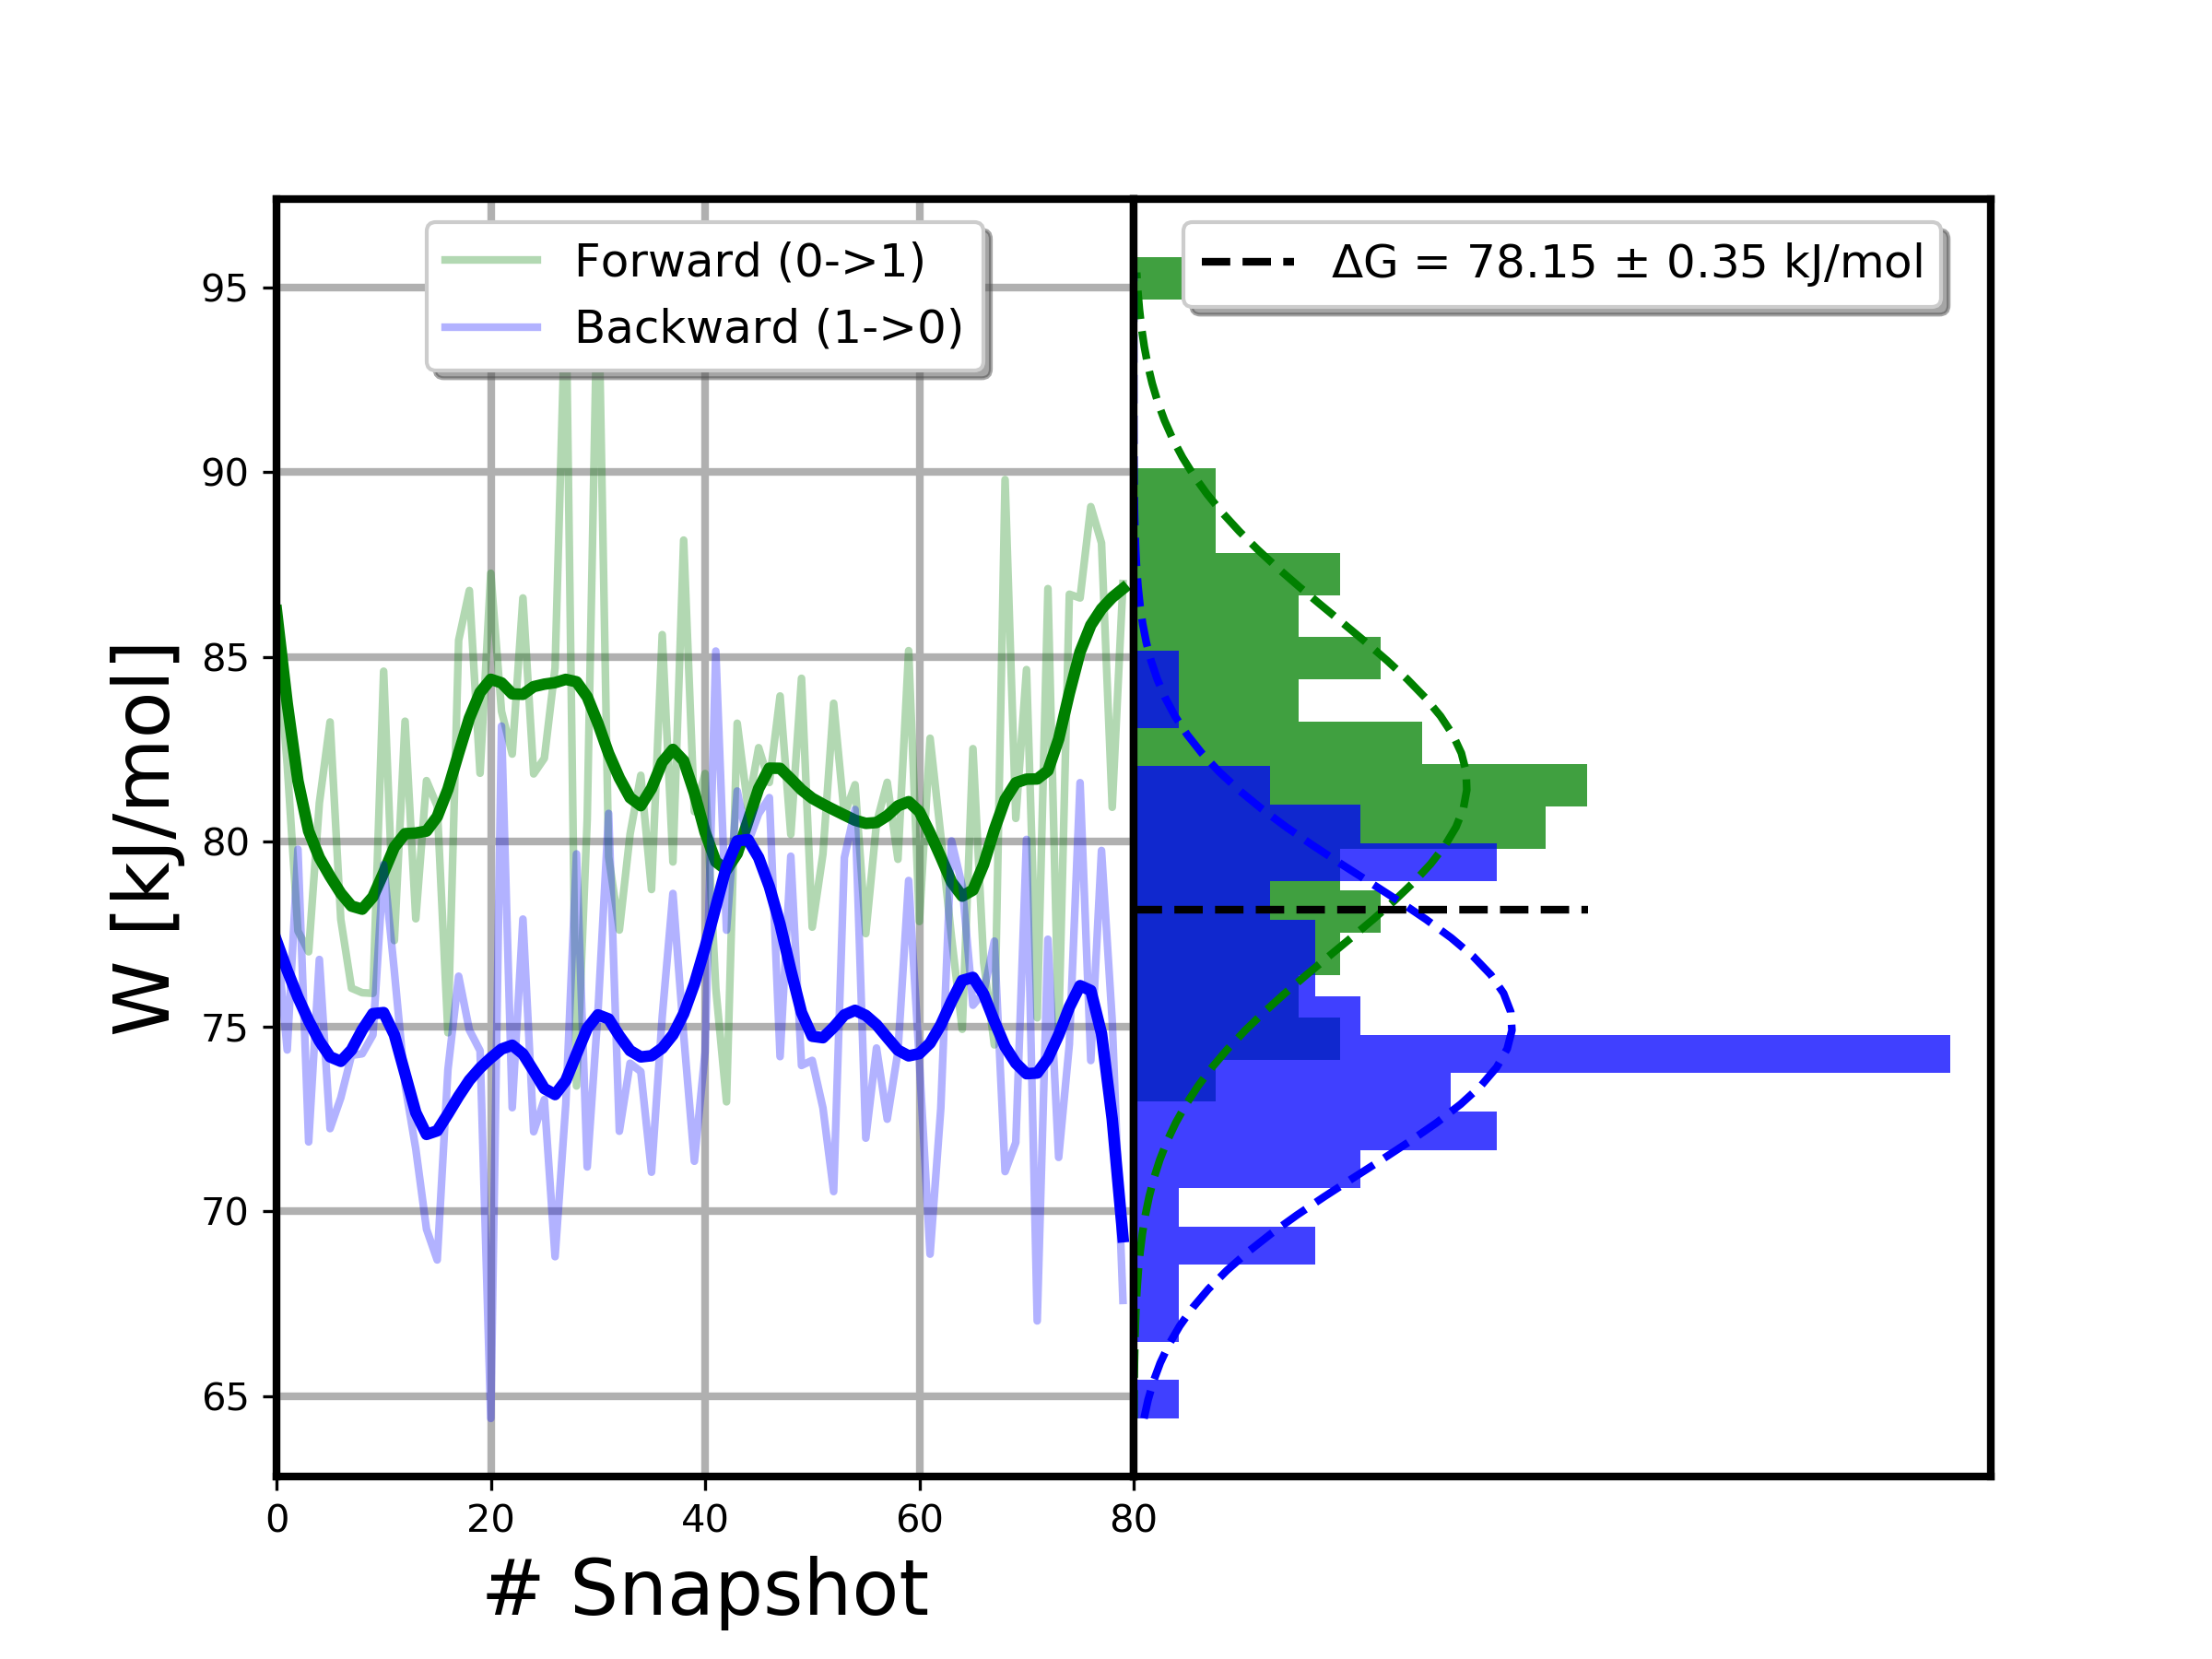 Forward (0->1)
Backward (1->0)
ΔG = 78.15 ± 0.35 kJ/mol
W [kJ/mol]
95
90
85
80
75
70
65
0 20 40 60 80
# Snapshot